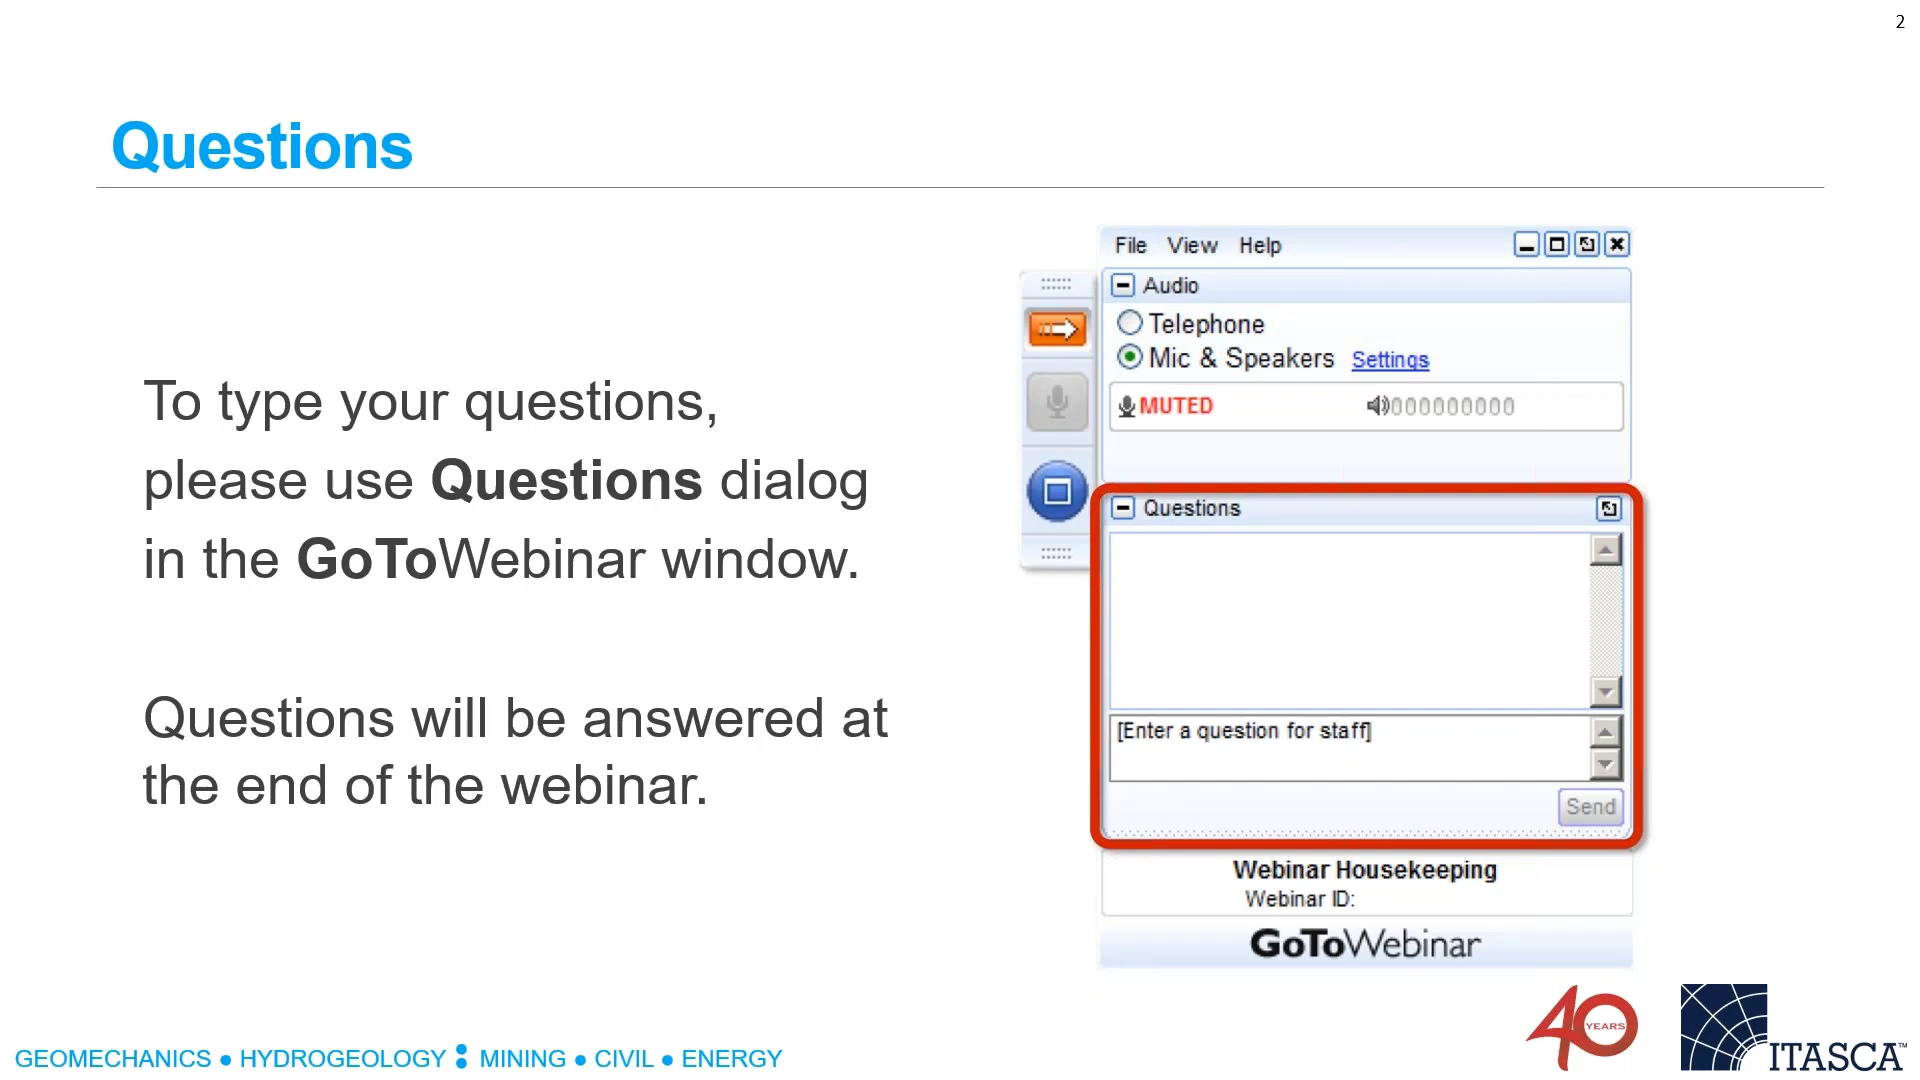 2
Questions
To type your questions,
please use Questions dialog
in the GoToWebinar window.
Questions will be answered at
the end of the webinar.
File View Help
Audio
Telephone
Mic & Speakers Settings
MUTED 000000000
Questions
[Enter a question for staff]
Send
Webinar Housekeeping
Webinar ID:
GoToWebinar
40 YEARS
ITASCA™
GEOMECHANICS ● HYDROGEOLOGY : MINING ● CIVIL ● ENERGY